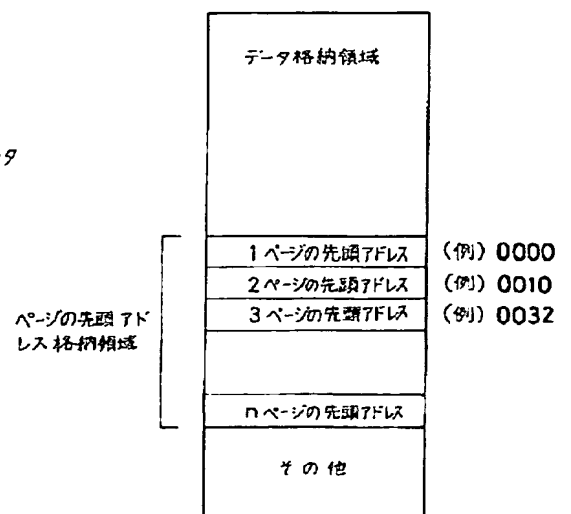 データ格納領域
タ
1ページの先頭アドレス (例) 0000
2ページの先頭アドレス (例) 0010
3ページの先頭アドレス (例) 0032
ページの先頭アド
レス格納領域
nページの先頭アドレス
その他